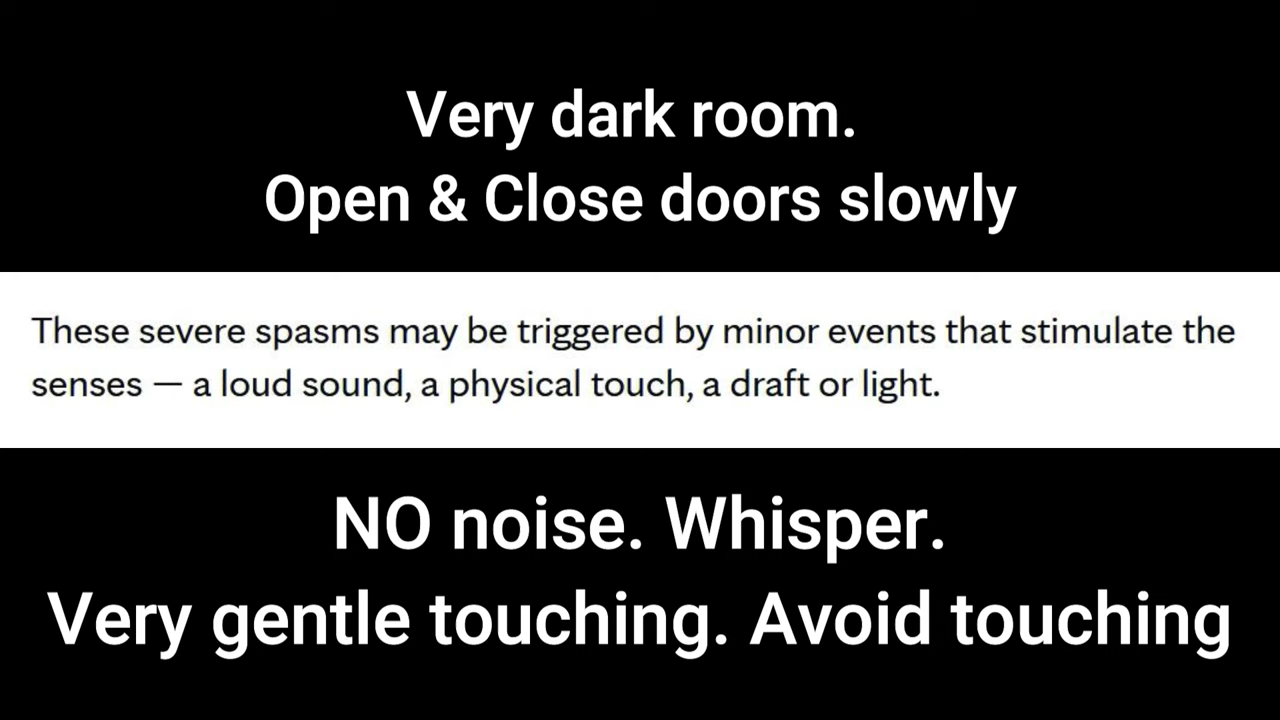 Very dark room.
Open & Close doors slowly
These severe spasms may be triggered by minor events that stimulate the
senses — a loud sound, a physical touch, a draft or light.
NO noise. Whisper.
Very gentle touching. Avoid touching